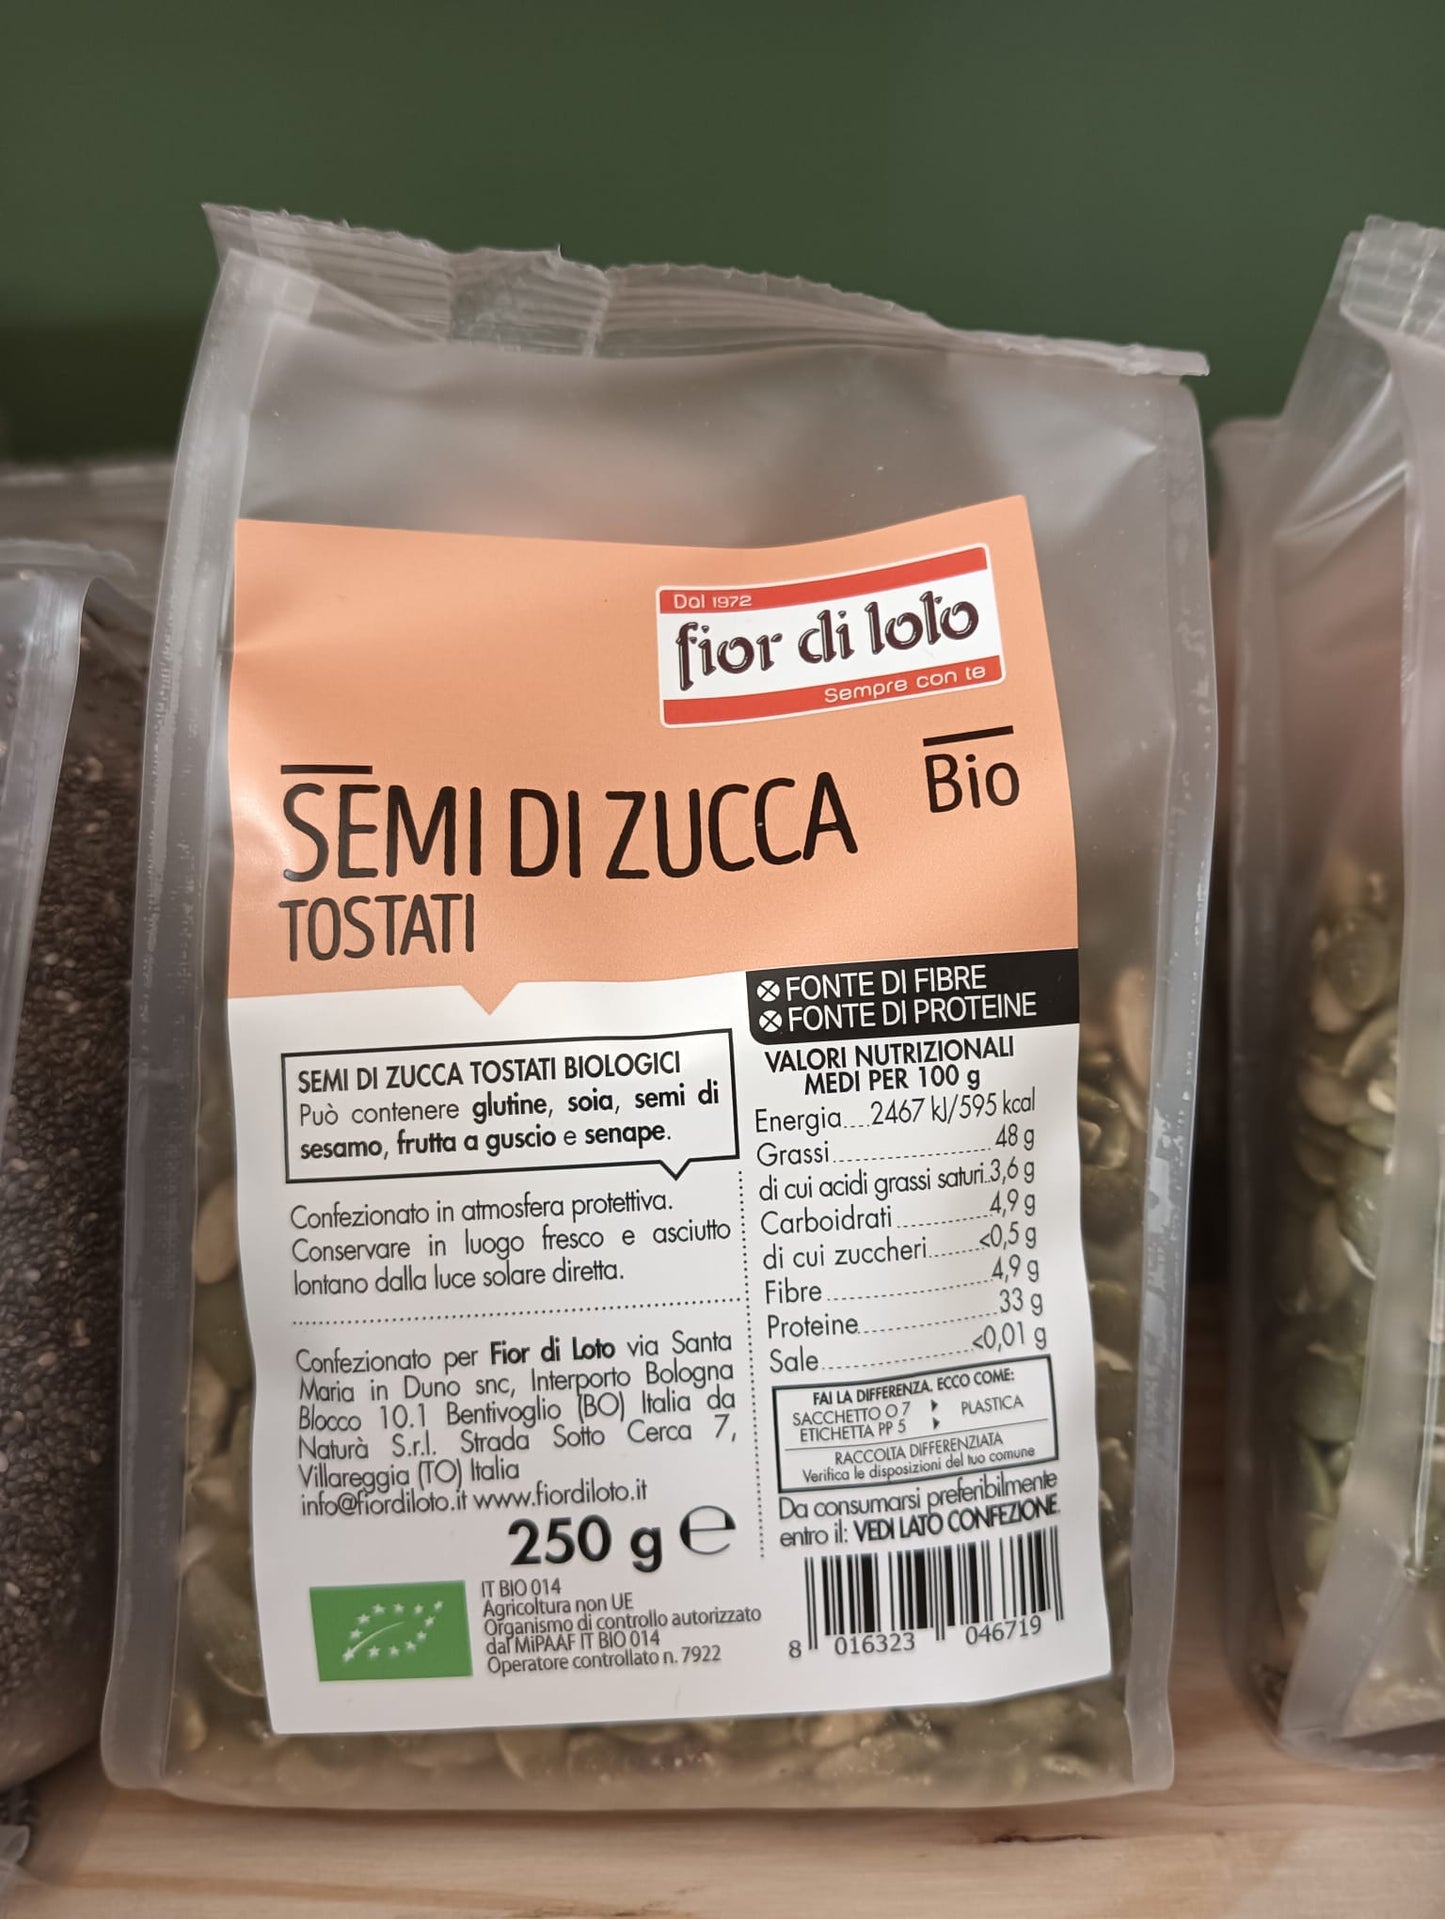 Dal 1972
fior di loto
Sempre con te
Bio
SEMI DI ZUCCA
TOSTATI
SEMI DI ZUCCA TOSTATI BIOLOGICI
Può contenere glutine, soia, semi di
sesamo, frutta a guscio e senape.
Confezionato in atmosfera protettiva.
Conservare in luogo fresco e asciutto
lontano dalla luce solare diretta.
Confezionato per Fior di Loto via Santa
Maria in Duno snc, Interporto Bologna
Blocco 10.1 Bentivoglio (BO) Italia da
Naturà S.r.l. Strada Sotto Cerca 7,
Villareggia (TO) Italia
info@fiordiloto.it www.fiordiloto.it
250 g e
IT BIO 014
Agricoltura non UE
Organismo di controllo autorizzato
dal MiPAAF IT BIO 014
Operatore controllato n. 7922
FONTE DI FIBRE
FONTE DI PROTEINE
VALORI NUTRIZIONALI
MEDI PER 100 g
Energia....2467 kJ/595 kcal
Grassi.................48 g
di cui acidi grassi saturi..3,6 g
Carboidrati............4,9 g
di cui zuccheri.......<0,5 g
Fibre..................4,9 g
Proteine................33 g
Sale.................<0,01 g
FAI LA DIFFERENZA. ECCO COME:
SACCHETTO O 7 PLASTICA
ETICHETTA PP 5
RACCOLTA DIFFERENZIATA
Verifica le disposizioni del tuo comune
Da consumarsi preferibilmente
entro il: VEDI LATO CONFEZIONE
8 016323 046719